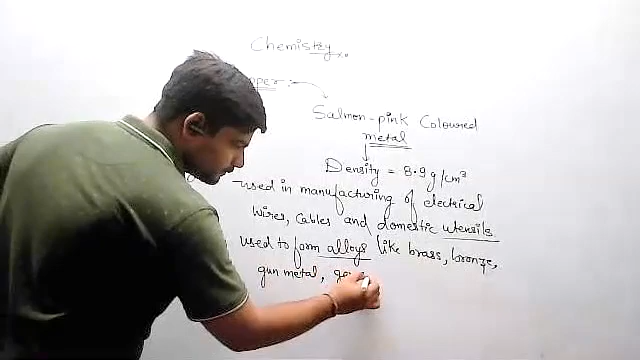 Chemistry
Salmon-pink Coloured
metal
Density = 8.9 g/cm³
used in manufacturing of electrical
wires, cables and domestic utensils
used to form alloys like brass, bronze,
gun metal,